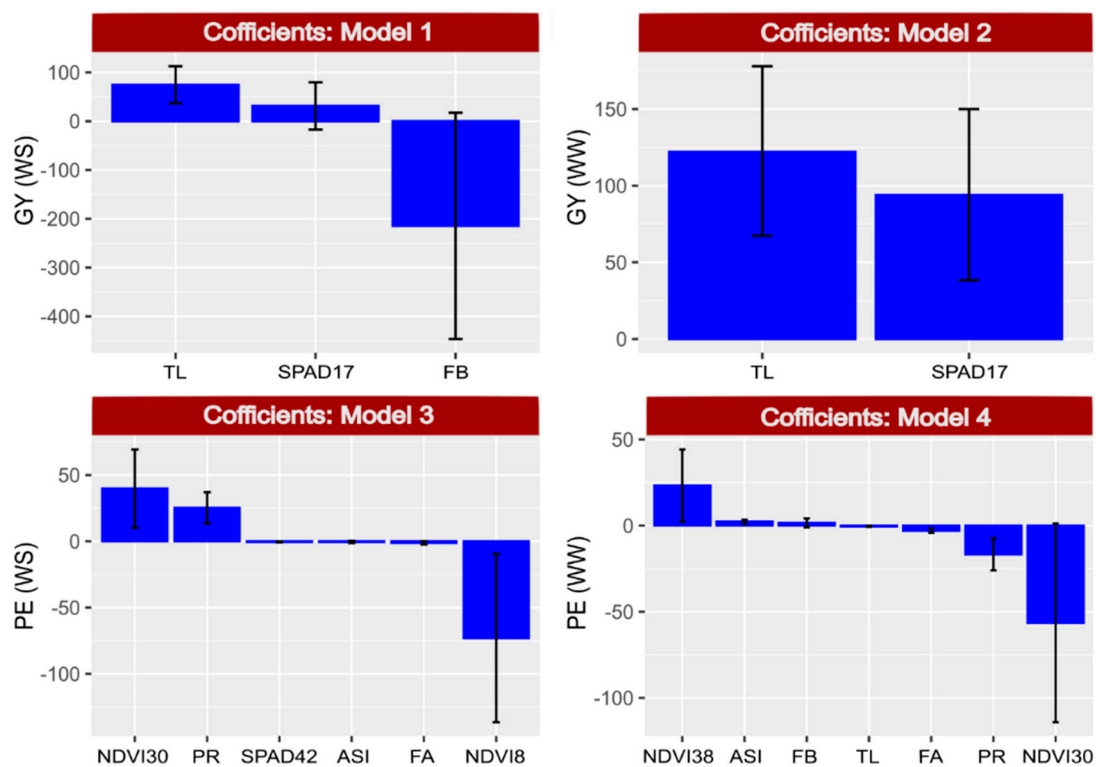 Cofficients: Model 1
GY (WS)
100
0
-100
-200
-300
-400
TL SPAD17 FB
Cofficients: Model 2
GY (WW)
150
100
50
0
TL SPAD17
Cofficients: Model 3
PE (WS)
50
0
-50
-100
NDVI30 PR SPAD42 ASI FA NDVI8
Cofficients: Model 4
PE (WW)
50
0
-50
-100
NDVI38 ASI FB TL FA PR NDVI30